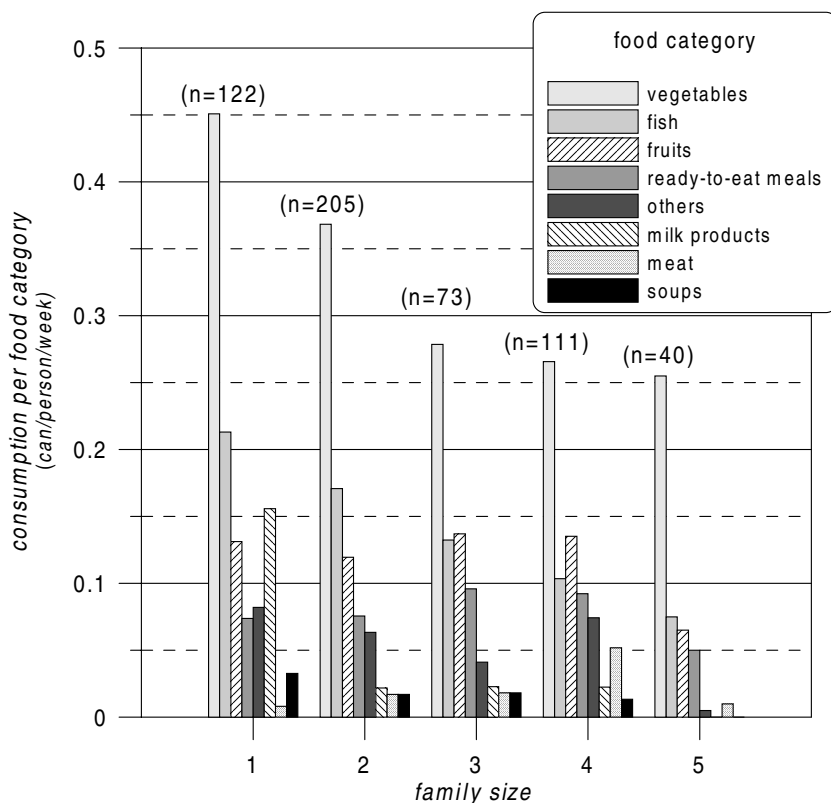 food category
vegetables
fish
fruits
ready-to-eat meals
others
milk products
meat
soups
consumption per food category
(can/person/week)
0.5
0.4
0.3
0.2
0.1
0
(n=122)
(n=205)
(n=73)
(n=111)
(n=40)
1 2 3 4 5
family size